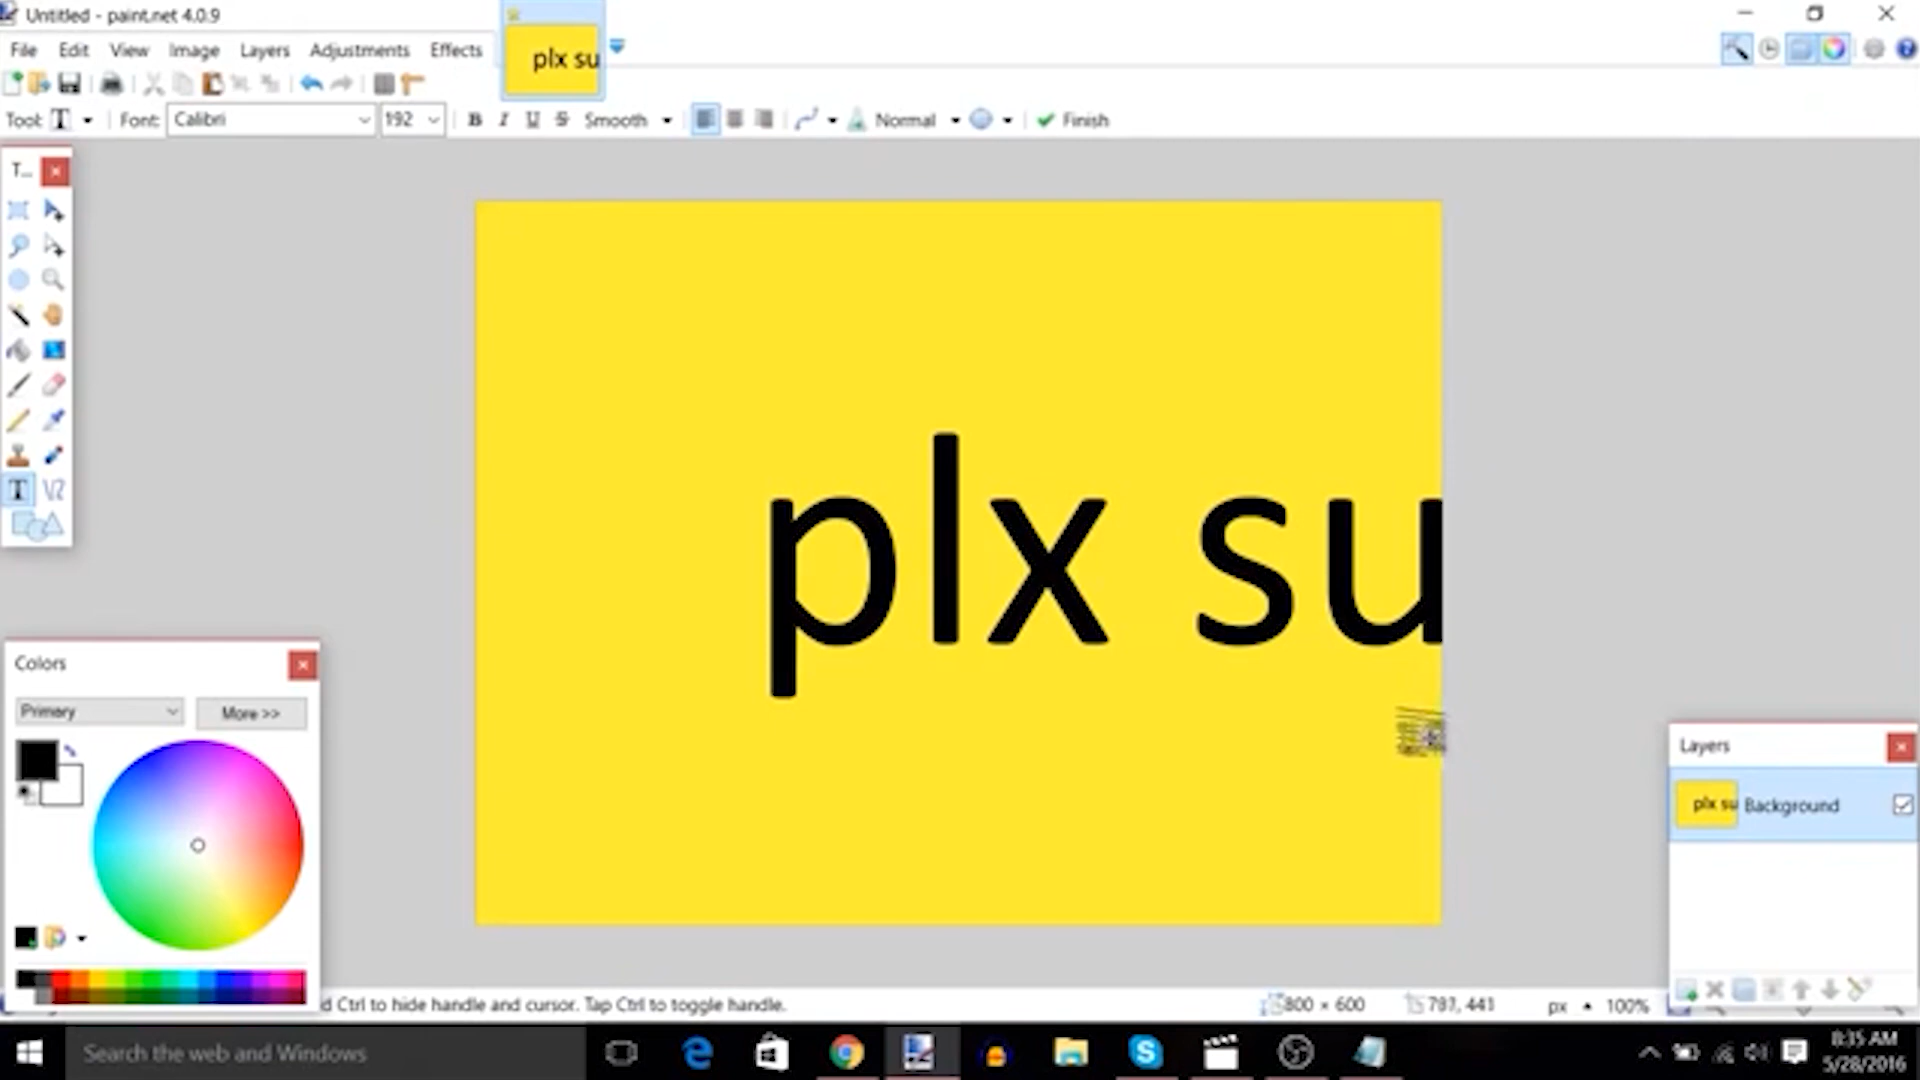 Untitled - paint.net 4.0.9
plx su
File Edit View Image Layers Adjustments Effects
Tool: T Font: Calibri 192 B I U S Smooth Normal Finish
T...
plx su
Colors
Primary More >>
Layers
plx su Background
d Ctrl to hide handle and cursor. Tap Ctrl to toggle handle.
800 × 600 797, 441 px 100%
Search the web and Windows
8:35 AM
5/28/2016